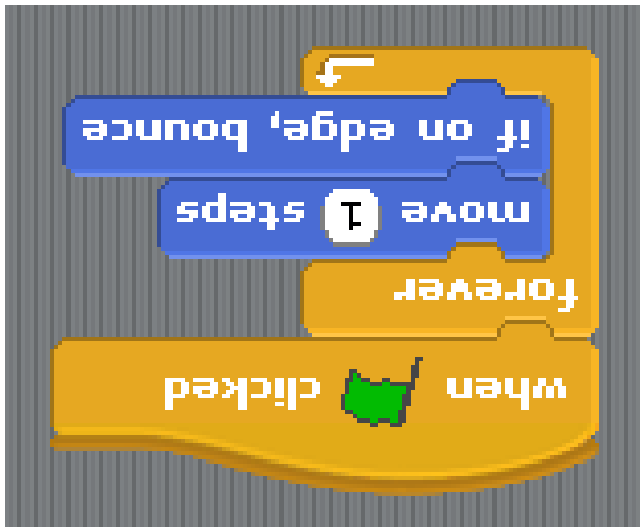 when clicked
forever
move 1 steps
if on edge, bounce